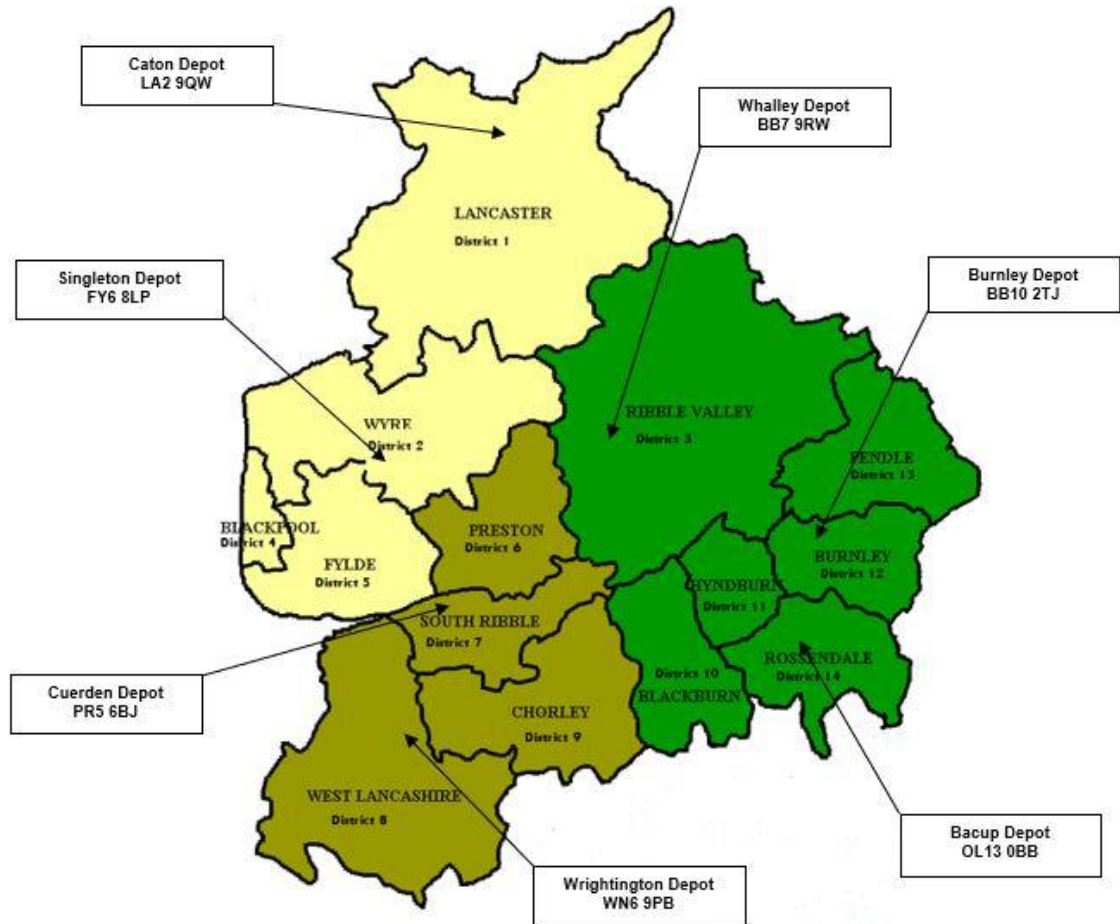 Caton Depot
LA2 9QW
Whalley Depot
BB7 9RW
LANCASTER
District 1
Singleton Depot
FY6 8LP
Burnley Depot
BB10 2TJ
WYRE
District 2
RIBBLE VALLEY
District 3
PENDLE
District 13
BLACKPOOL
District 4
PRESTON
District 6
FYLDE
District 5
BURNLEY
District 12
HYNDBURN
District 11
SOUTH RIBBLE
District 7
ROSSENDALE
District 14
District 10
BLACKBURN
Cuerden Depot
PR5 6BJ
CHORLEY
District 9
WEST LANCASHIRE
District 8
Bacup Depot
OL13 0BB
Wrightington Depot
WN6 9PB